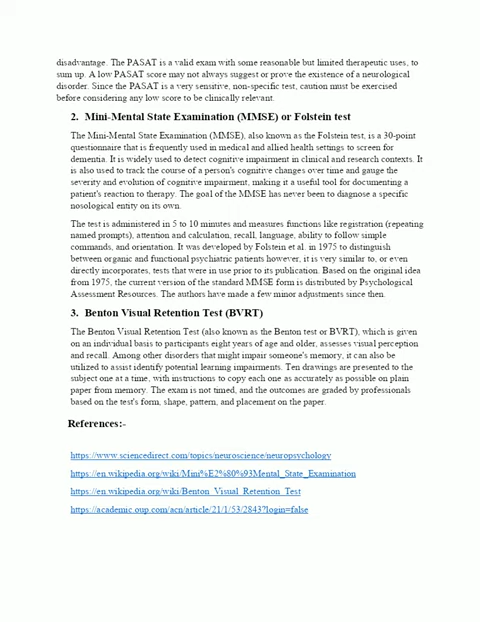 disadvantage. The PASAT is a valid exam with some reasonable but limited therapeutic uses, to
sum up. A low PASAT score may not always suggest or prove the existence of a neurological
disorder. Since the PASAT is a very sensitive, non-specific test, caution must be exercised
before considering any low score to be clinically relevant.
2. Mini-Mental State Examination (MMSE) or Folstein test
The Mini-Mental State Examination (MMSE), also known as the Folstein test, is a 30-point
questionnaire that is frequently used in medical and allied health settings to screen for
dementia. It is widely used to detect cognitive impairment in clinical and research contexts. It
is also used to track the course of a person's cognitive changes over time and gauge the
severity and evolution of cognitive impairment, making it a useful tool for documenting a
patient's reaction to therapy. The goal of the MMSE has never been to diagnose a specific
nosological entity on its own.
The test is administered in 5 to 10 minutes and measures functions like registration (repeating
named prompts), attention and calculation, recall, language, ability to follow simple
commands, and orientation. It was developed by Folstein et al. in 1975 to distinguish
between organic and functional psychiatric patients however, it is very similar to, or even
directly incorporates, tests that were in use prior to its publication. Based on the original idea
from 1975, the current version of the standard MMSE form is distributed by Psychological
Assessment Resources. The authors have made a few minor adjustments since then.
3. Benton Visual Retention Test (BVRT)
The Benton Visual Retention Test (also known as the Benton test or BVRT), which is given
on an individual basis to participants eight years of age and older, assesses visual perception
and recall. Among other disorders that might impair someone's memory, it can also be
utilized to assist identify potential learning impairments. Ten drawings are presented to the
subject one at a time, with instructions to copy each one as accurately as possible on plain
paper from memory. The exam is not timed, and the outcomes are graded by professionals
based on the test's form, shape, pattern, and placement on the paper.
References:-
https://www.sciencedirect.com/topics/neuroscience/neuropsychology
https://en.wikipedia.org/wiki/Mini%E2%80%93Mental_State_Examination
https://en.wikipedia.org/wiki/Benton_Visual_Retention_Test
https://academic.oup.com/acn/article/21/1/53/2843?login=false